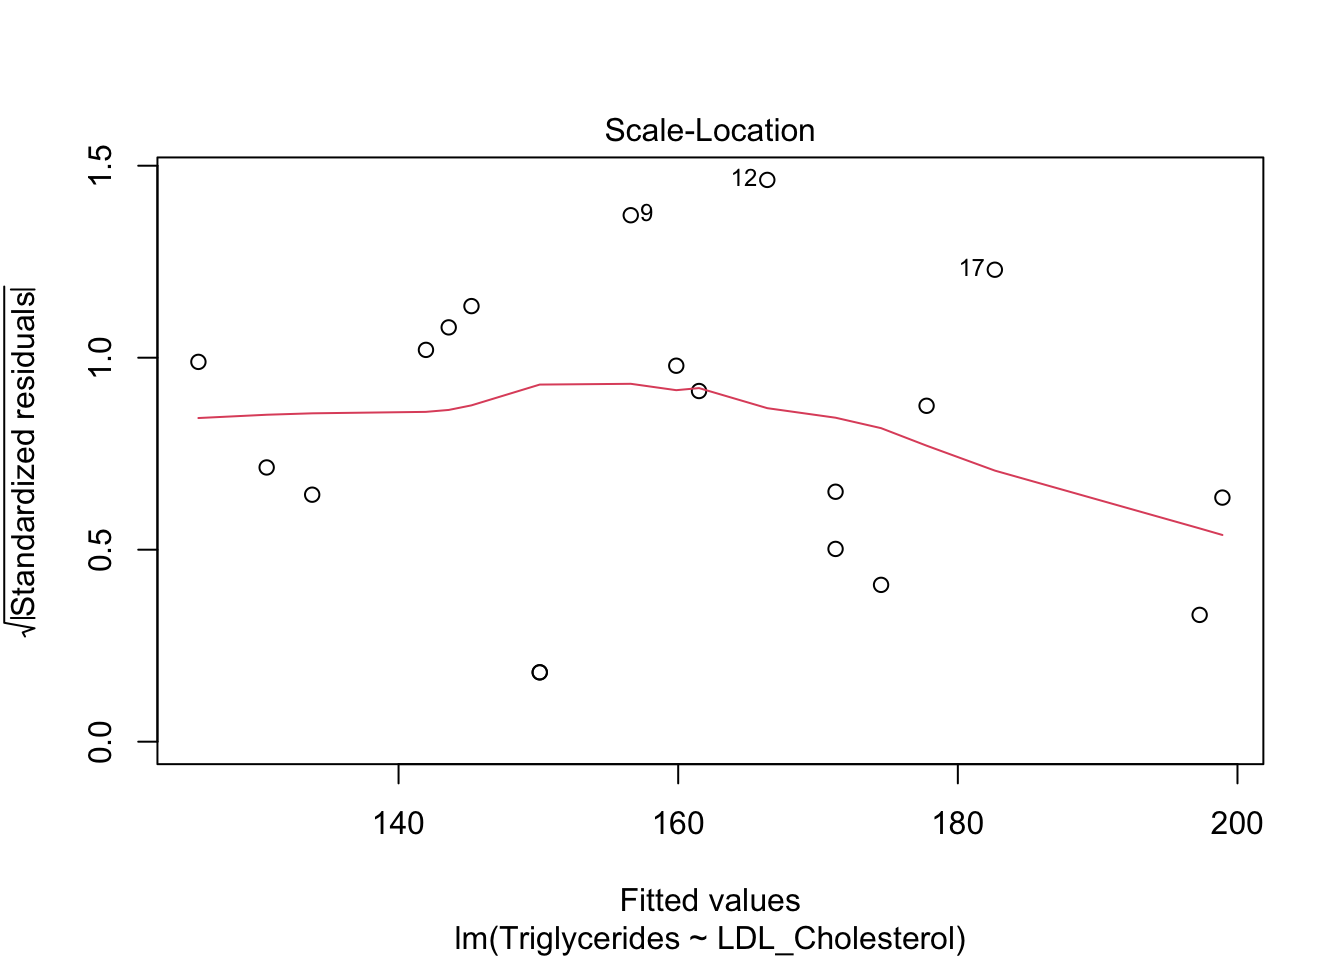 Scale-Location
√|Standardized residuals|
1.5
1.0
0.5
0.0
12
9
17
140 160 180 200
Fitted values
lm(Triglycerides ~ LDL_Cholesterol)